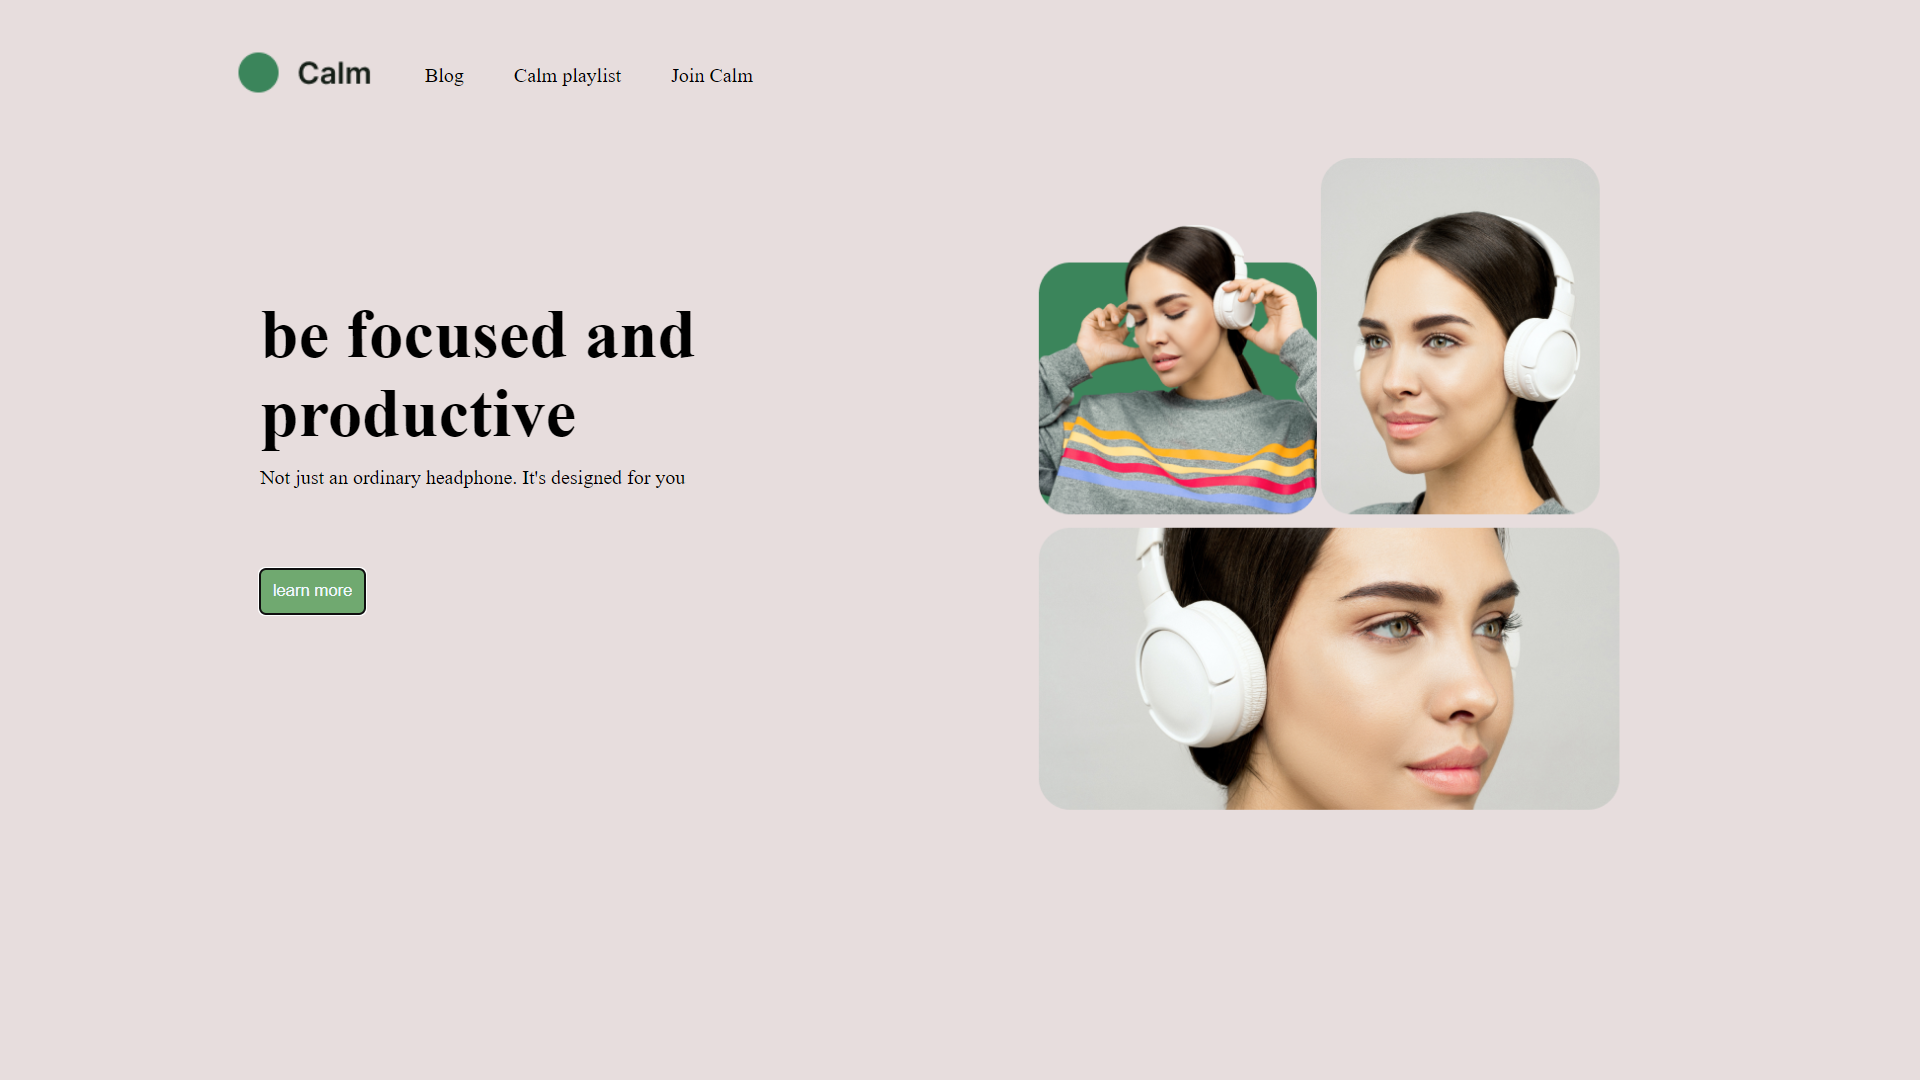 Calm Blog Calm playlist Join Calm
be focused and
productive
Not just an ordinary headphone. It's designed for you
learn more